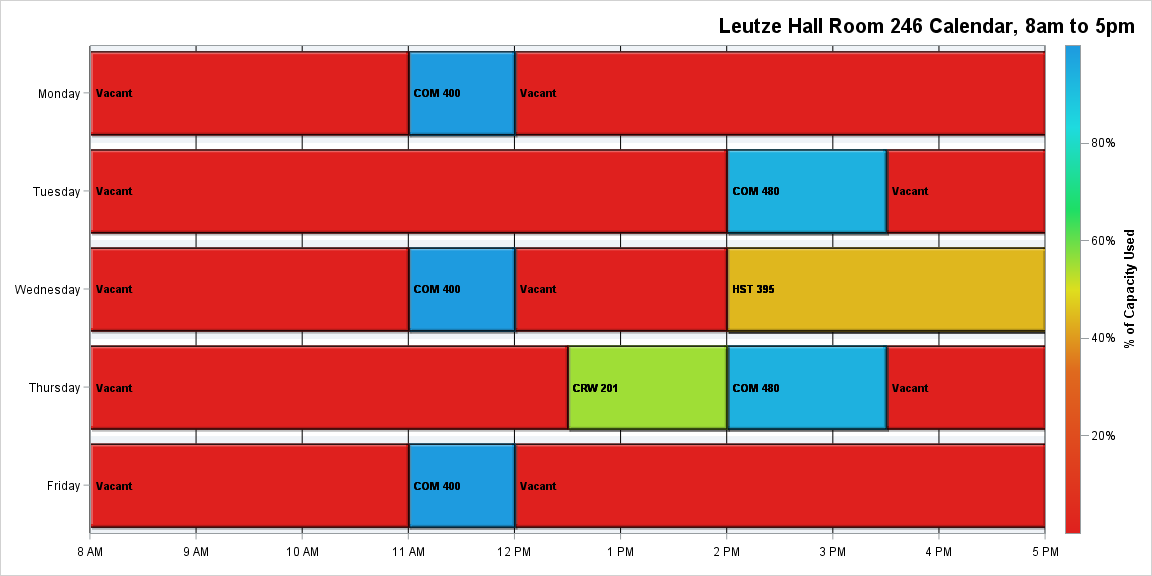 Leutze Hall Room 246 Calendar, 8am to 5pm
Monday
Vacant
COM 400
Vacant
Tuesday
Vacant
COM 480
Vacant
Wednesday
Vacant
COM 400
Vacant
HST 395
Thursday
Vacant
CRW 201
COM 480
Vacant
Friday
Vacant
COM 400
Vacant
8 AM
9 AM
10 AM
11 AM
12 PM
1 PM
2 PM
3 PM
4 PM
5 PM
80%
60%
40%
20%
% of Capacity Used